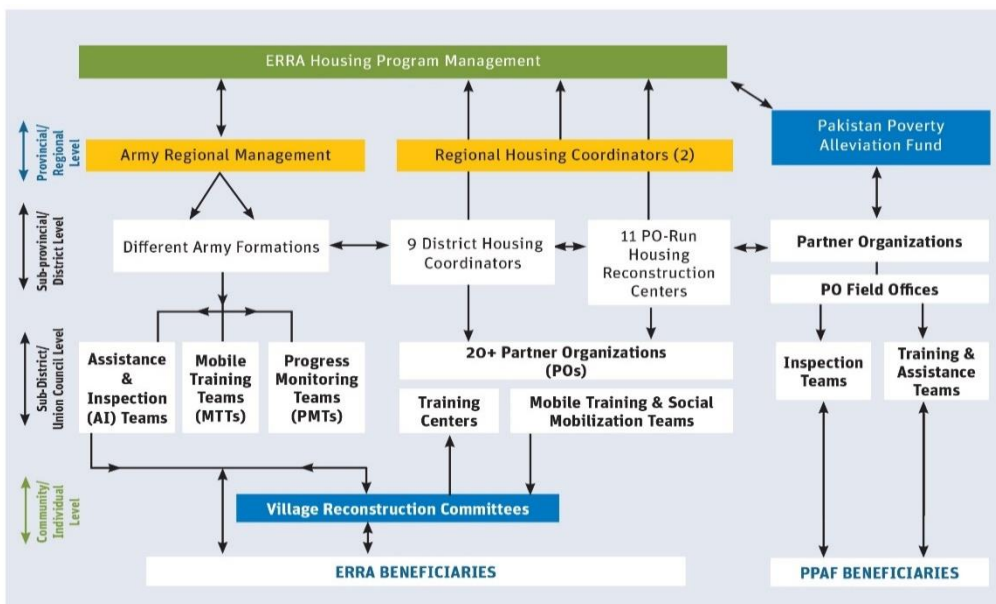 ERRA Housing Program Management
Provincial/
Regional
Level
Army Regional Management
Regional Housing Coordinators (2)
Pakistan Poverty
Alleviation Fund
Sub-provincial/
District Level
Different Army Formations
9 District Housing
Coordinators
11 PO-Run
Housing
Reconstruction
Centers
Partner Organizations
PO Field Offices
Sub-District/
Union Council Level
Assistance
&
Inspection
(AI) Teams
Mobile
Training
Teams
(MTTs)
Progress
Monitoring
Teams
(PMTs)
20+ Partner Organizations
(POs)
Training
Centers
Mobile Training & Social
Mobilization Teams
Inspection
Teams
Training &
Assistance
Teams
Community/
Individual
Level
Village Reconstruction Committees
ERRA BENEFICIARIES
PPAF BENEFICIARIES